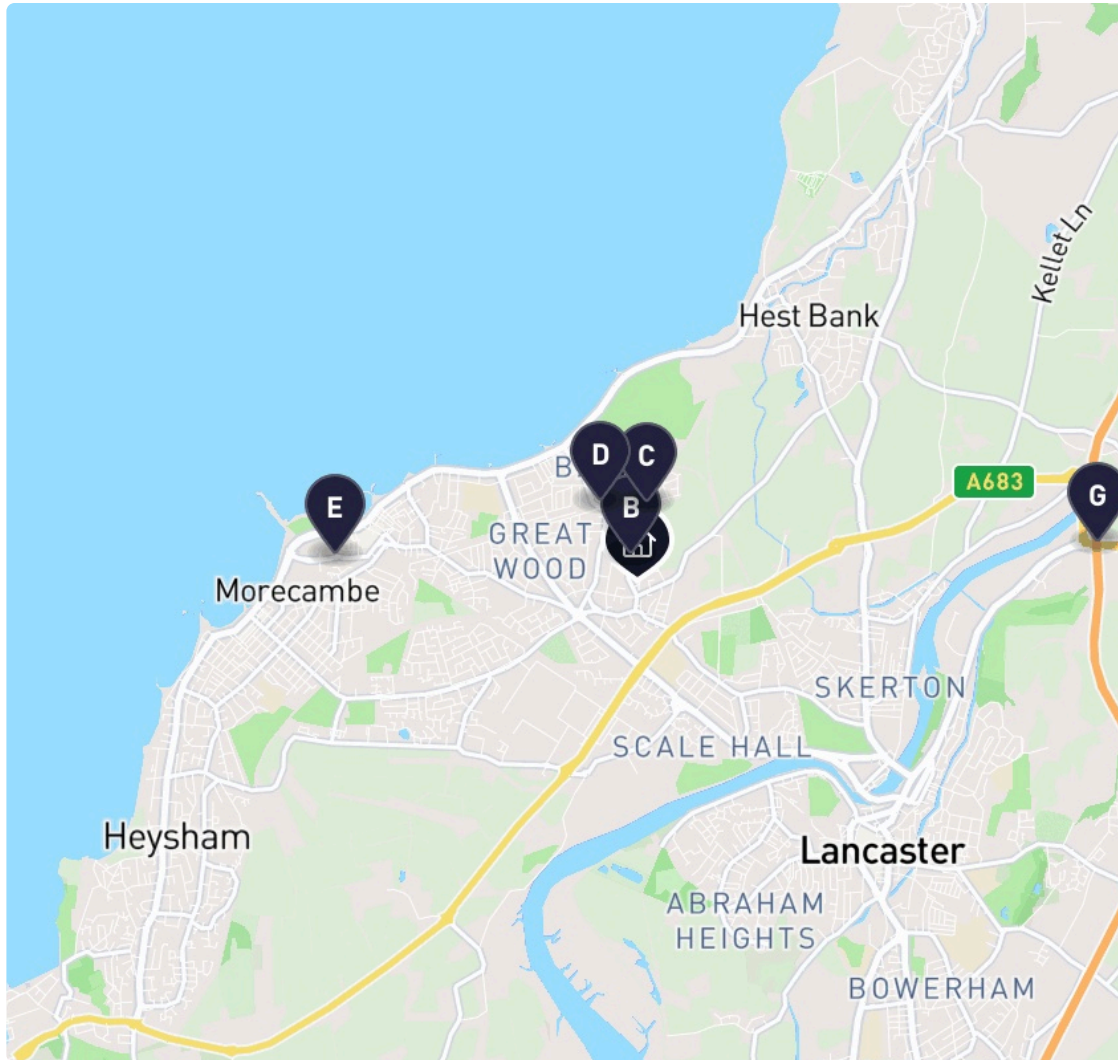 Kellet Ln
Hest Bank
D
C
B
A683
G
E
GREAT
WOOD
Morecambe
SKERTON
SCALE HALL
Heysham
Lancaster
ABRAHAM
HEIGHTS
BOWERHAM